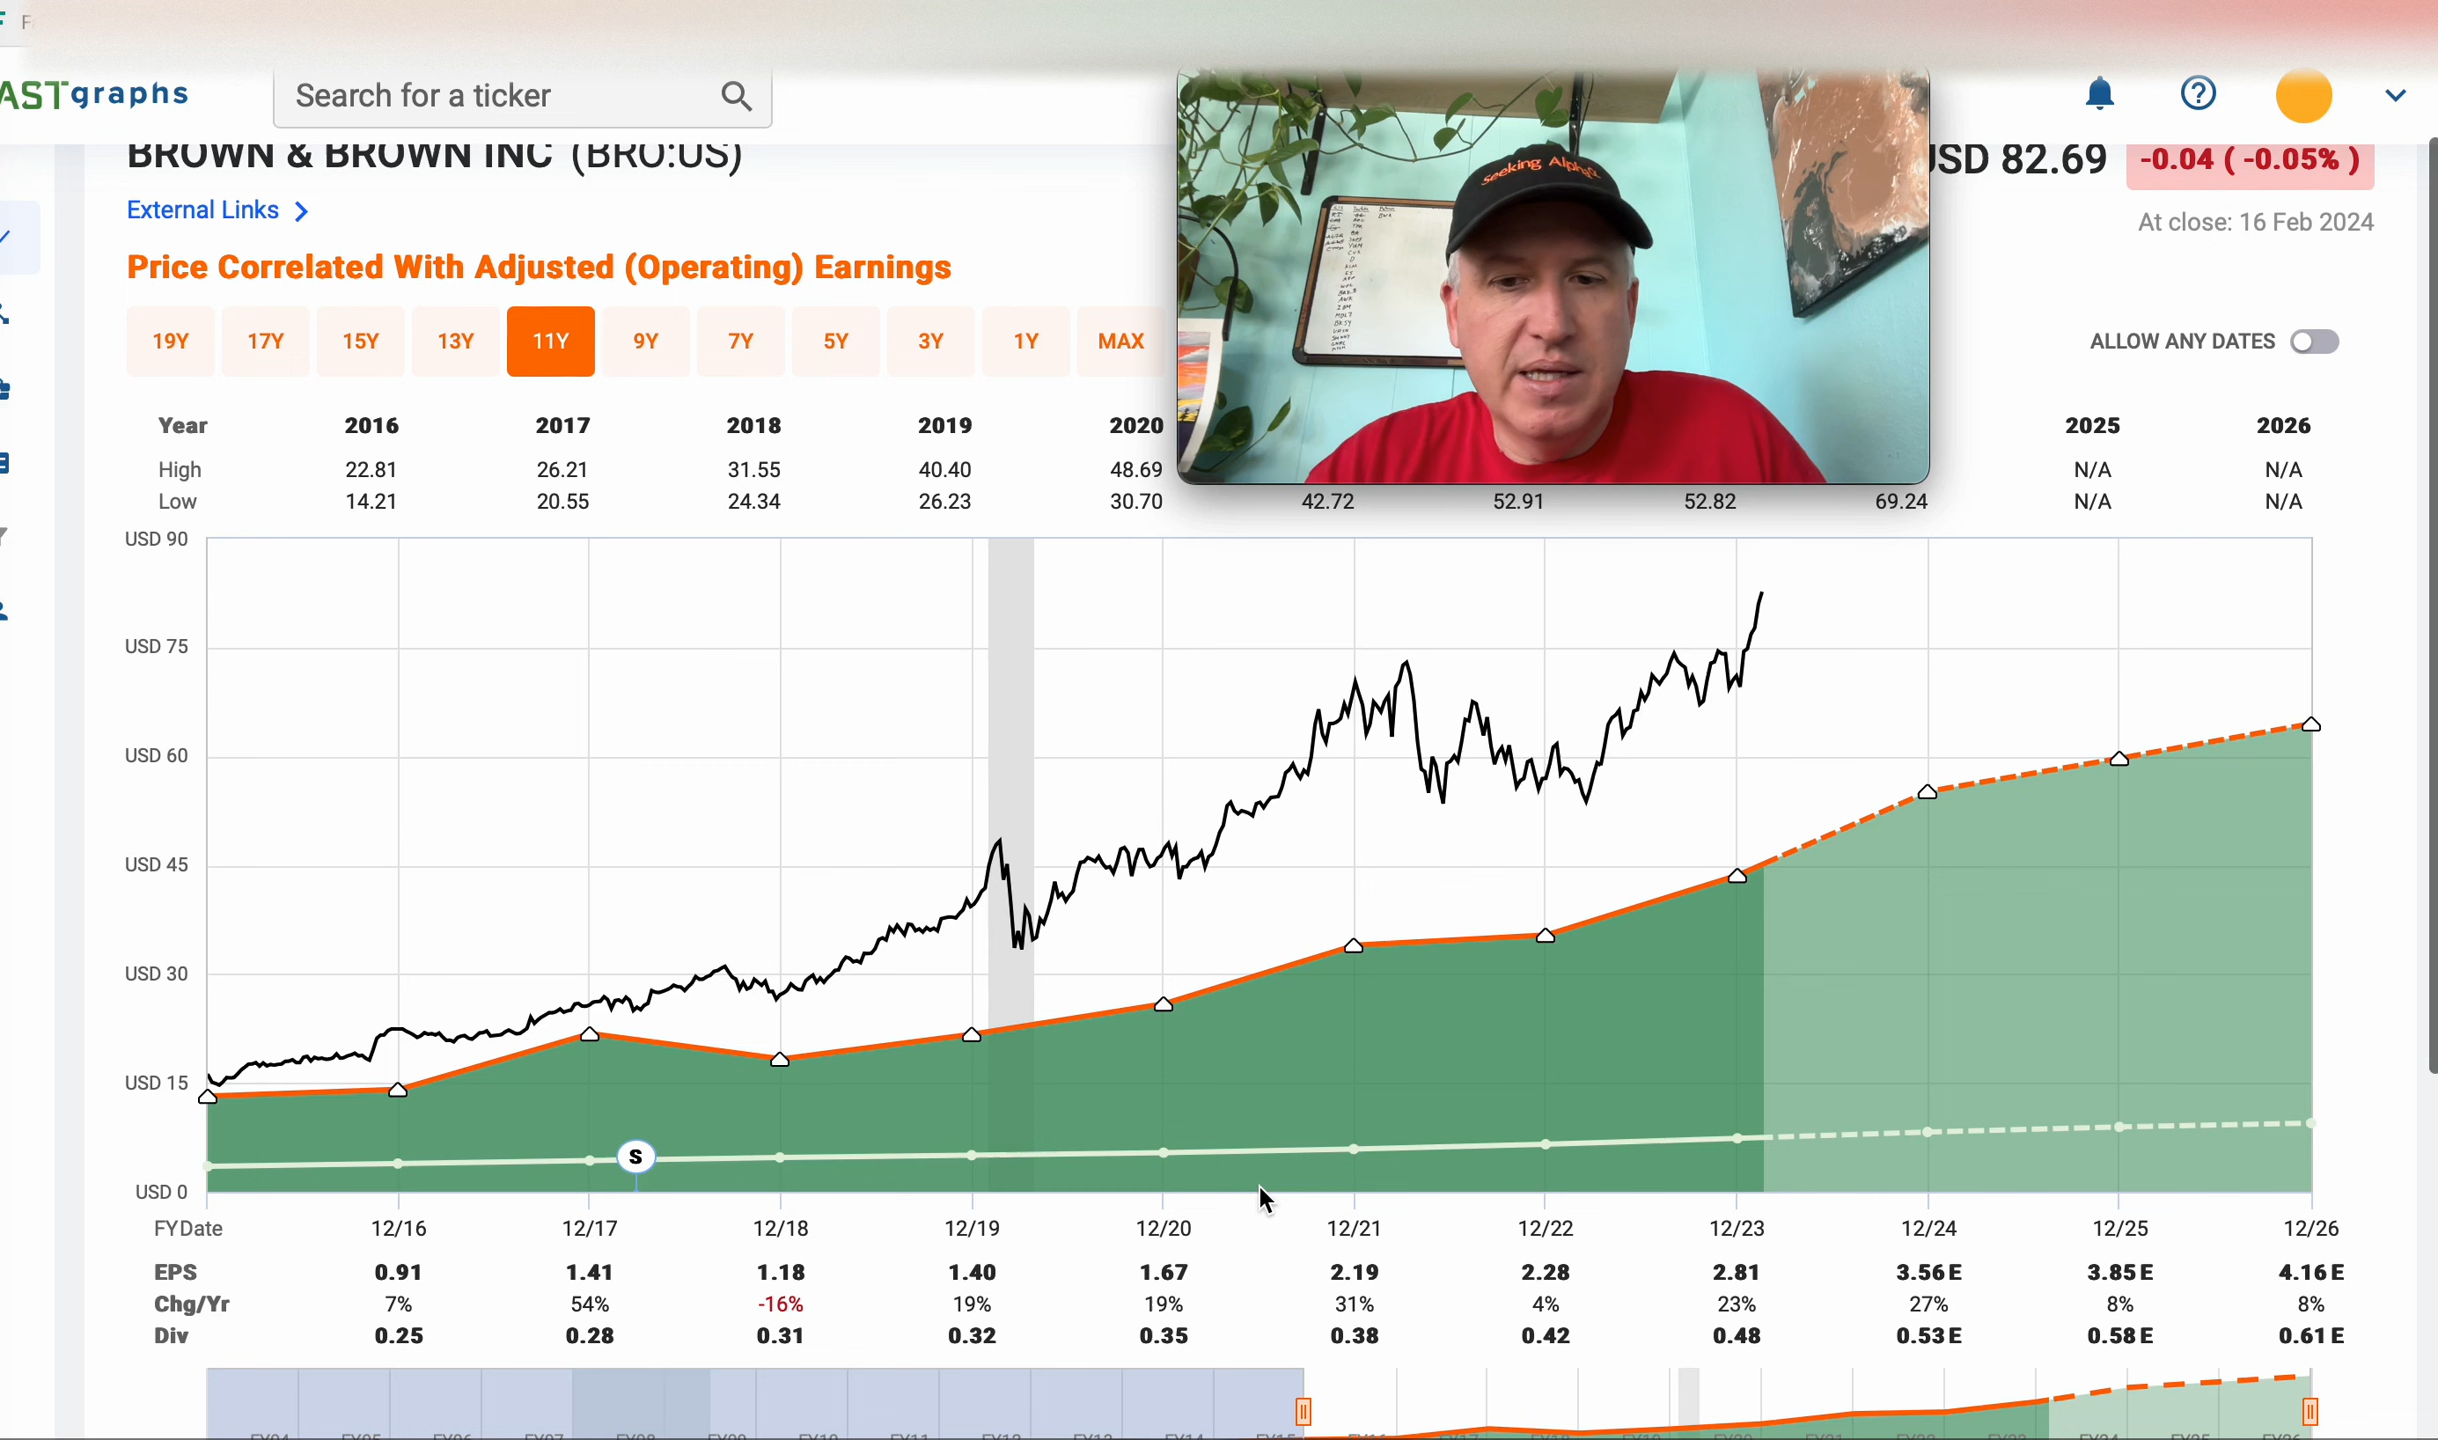 ASTgraphs
Search for a ticker
BROWN & BROWN INC (BRO:US)
USD 82.69
-0.04 ( -0.05% )
External Links
At close: 16 Feb 2024
Seeking Alpha
Price Correlated With Adjusted (Operating) Earnings
19Y 17Y 15Y 13Y 11Y 9Y 7Y 5Y 3Y 1Y MAX
ALLOW ANY DATES
Year 2016 2017 2018 2019 2020 2025 2026
High 22.81 26.21 31.55 40.40 48.69 N/A N/A
Low 14.21 20.55 24.34 26.23 30.70 42.72 52.91 52.82 69.24 N/A N/A
USD 90
USD 75
USD 60
USD 45
USD 30
USD 15
S
USD 0
FYDate 12/16 12/17 12/18 12/19 12/20 12/21 12/22 12/23 12/24 12/25 12/26
EPS 0.91 1.41 1.18 1.40 1.67 2.19 2.28 2.81 3.56E 3.85E 4.16E
Chg/Yr 7% 54% -16% 19% 19% 31% 4% 23% 27% 8% 8%
Div 0.25 0.28 0.31 0.32 0.35 0.38 0.42 0.48 0.53E 0.58E 0.61E